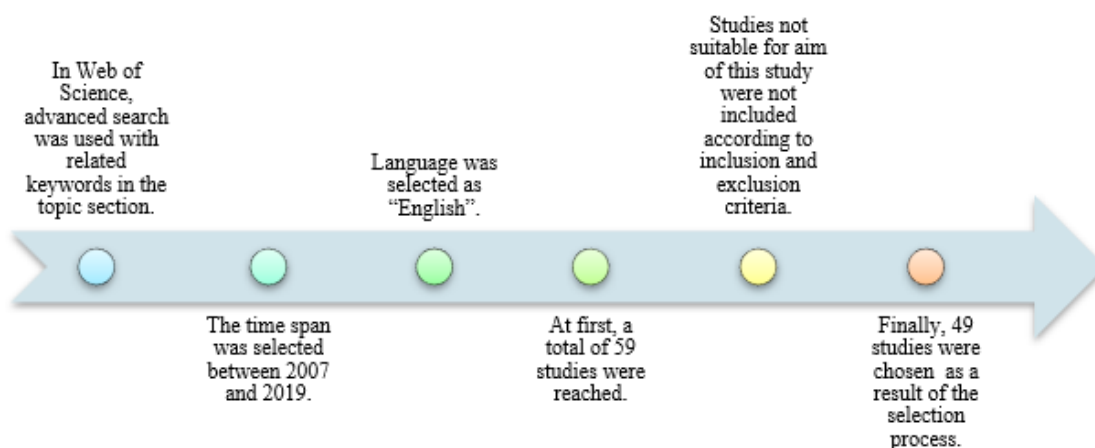 In Web of
Science,
advanced search
was used with
related
keywords in the
topic section.
The time span
was selected
between 2007
and 2019.
Language was
selected as
“English”.
At first, a
total of 59
studies were
reached.
Studies not
suitable for aim
of this study
were not
included
according to
inclusion and
exclusion
criteria.
Finally, 49
studies were
chosen as a
result of the
selection
process.